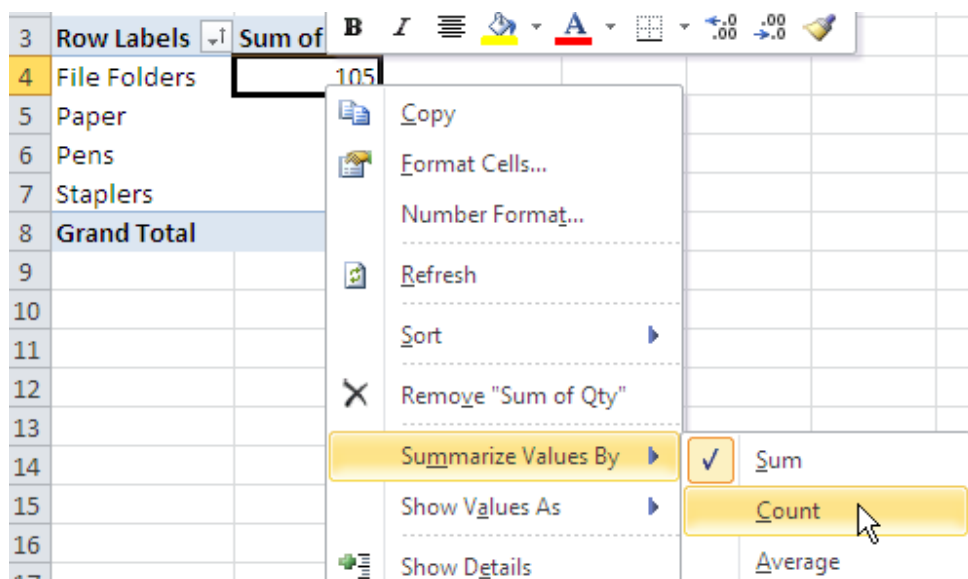 3 Row Labels Sum of B I A .00 .00
4 File Folders 105
5 Paper
6 Pens
7 Staplers
8 Grand Total
9
10
11
12
13
14
15
16
Copy
Format Cells...
Number Format...
Refresh
Sort
Remove "Sum of Qty"
Summarize Values By
Show Values As
Show Details
Sum
Count
Average